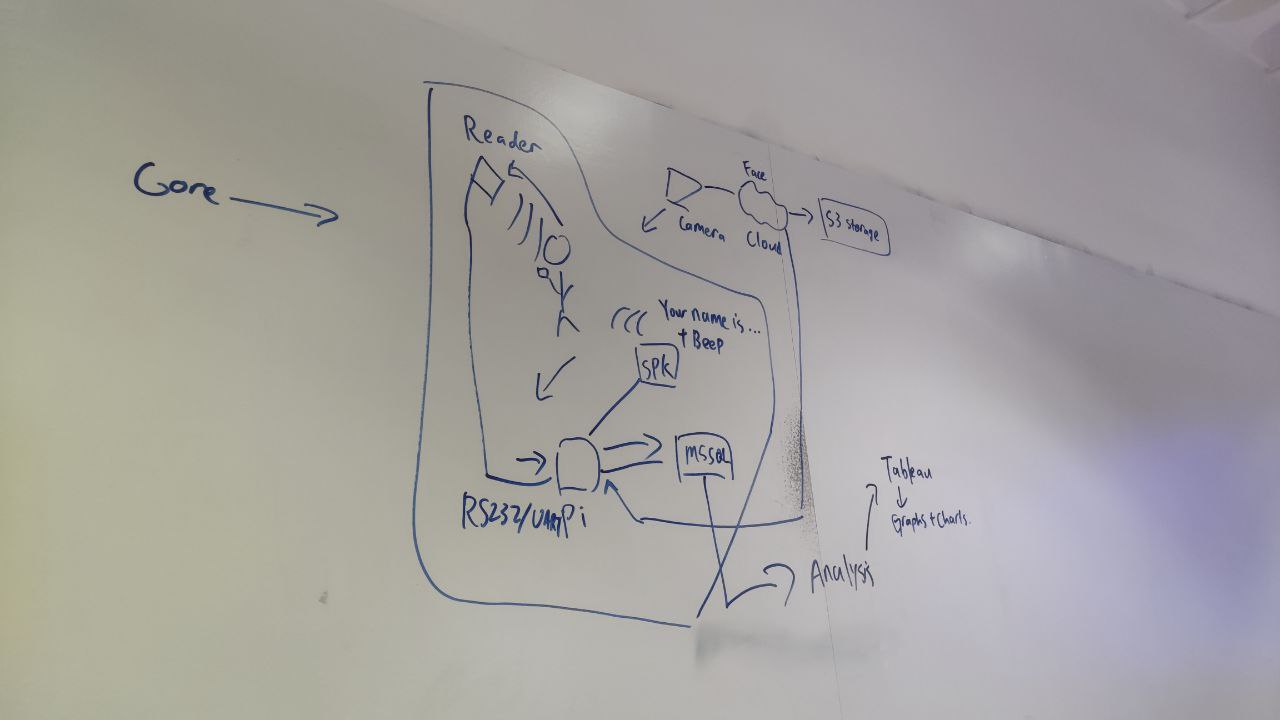 Core
Reader
Face
Camera
Cloud
S3 storage
Your name is...
+ Beep
SPK
MSSQL
RS232/UART
Pi
Tableau
Graphs + Charts.
Analysis